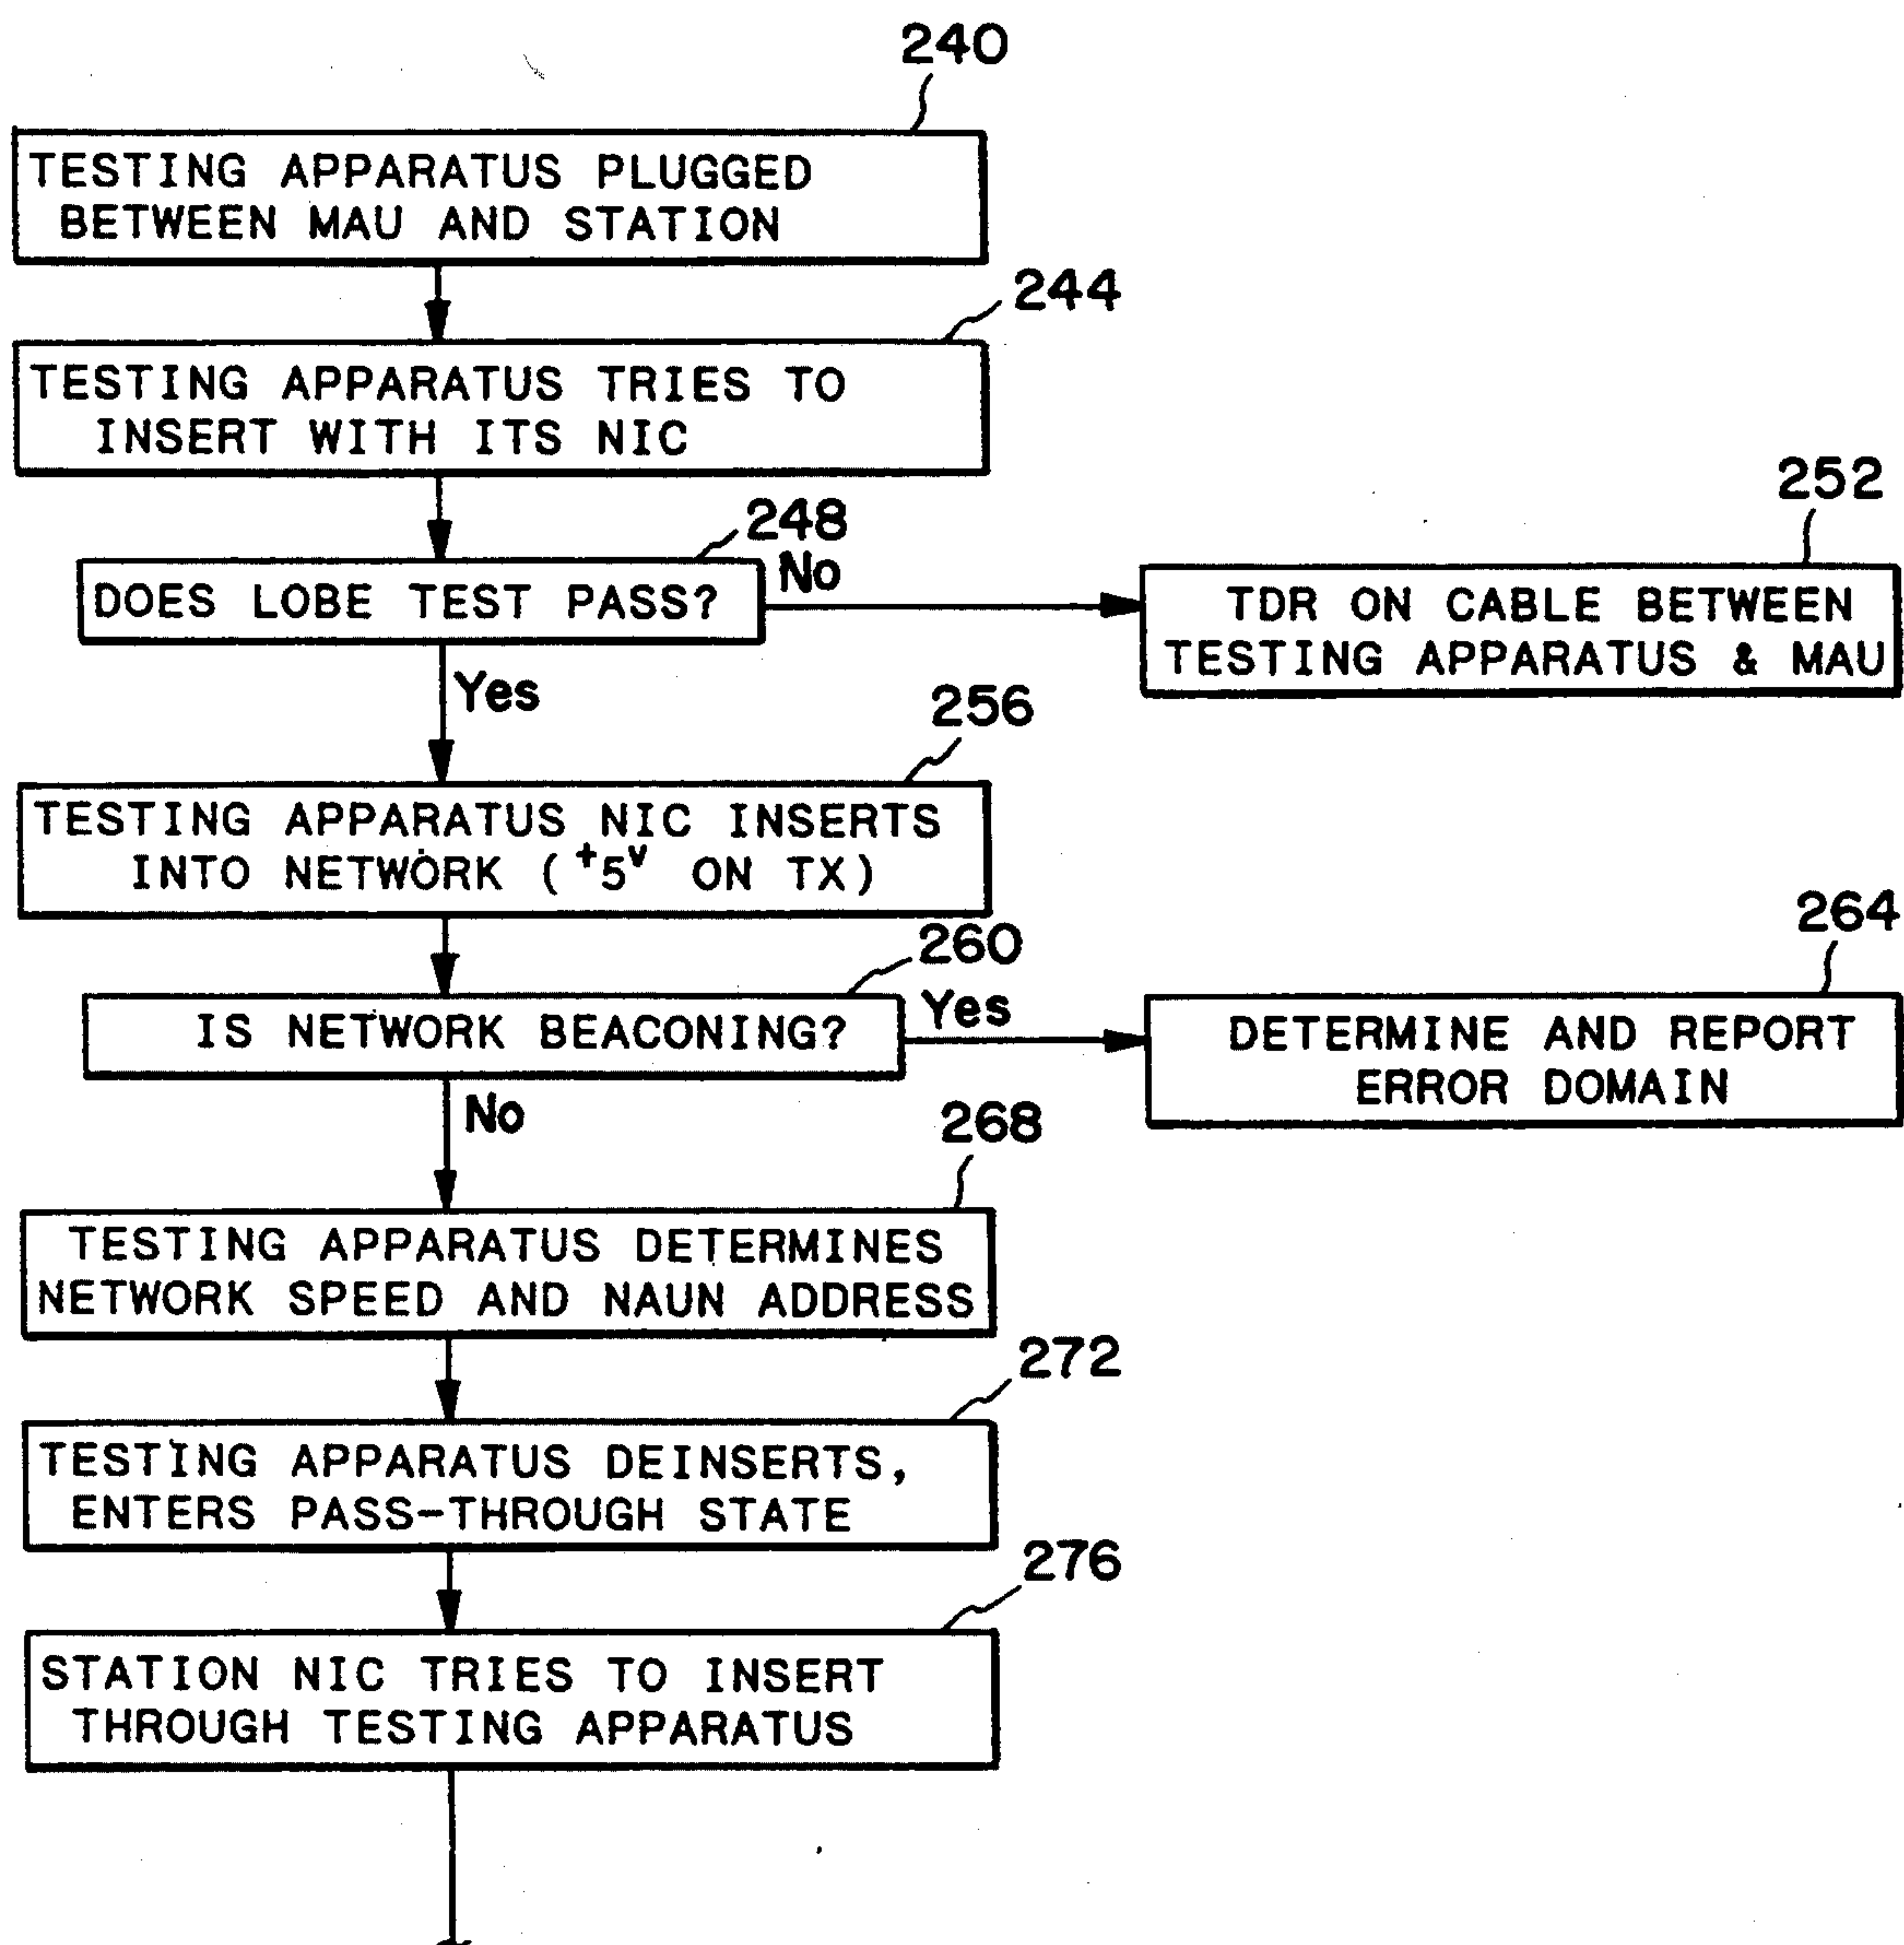 240
TESTING APPARATUS PLUGGED
BETWEEN MAU AND STATION
244
TESTING APPARATUS TRIES TO
INSERT WITH ITS NIC
248
DOES LOBE TEST PASS?
No
252
TDR ON CABLE BETWEEN
TESTING APPARATUS & MAU
Yes
256
TESTING APPARATUS NIC INSERTS
INTO NETWORK (+5V ON TX)
260
IS NETWORK BEACONING?
Yes
264
DETERMINE AND REPORT
ERROR DOMAIN
No
268
TESTING APPARATUS DETERMINES
NETWORK SPEED AND NAUN ADDRESS
272
TESTING APPARATUS DEINSERTS,
ENTERS PASS-THROUGH STATE
276
STATION NIC TRIES TO INSERT
THROUGH TESTING APPARATUS